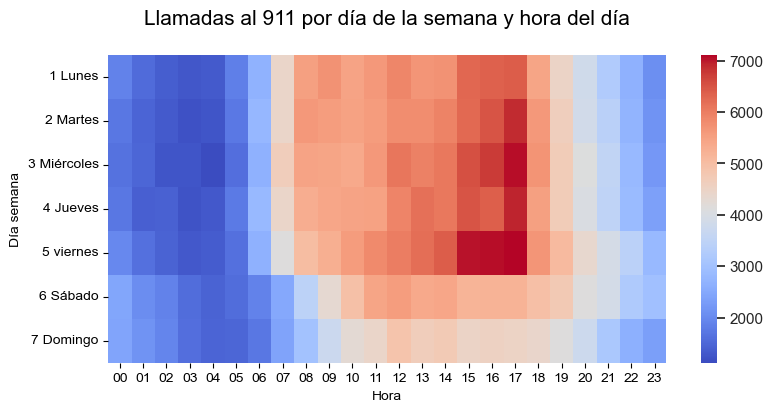 Llamadas al 911 por día de la semana y hora del día
Día semana
1 Lunes
2 Martes
3 Miércoles
4 Jueves
5 viernes
6 Sábado
7 Domingo
00 01 02 03 04 05 06 07 08 09 10 11 12 13 14 15 16 17 18 19 20 21 22 23
Hora
7000
6000
5000
4000
3000
2000